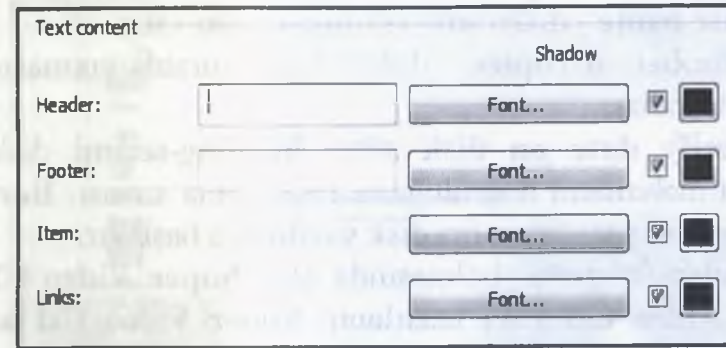 Text content
Shadow
Header: Font...
Footer: Font...
Item: Font...
Links: Font...